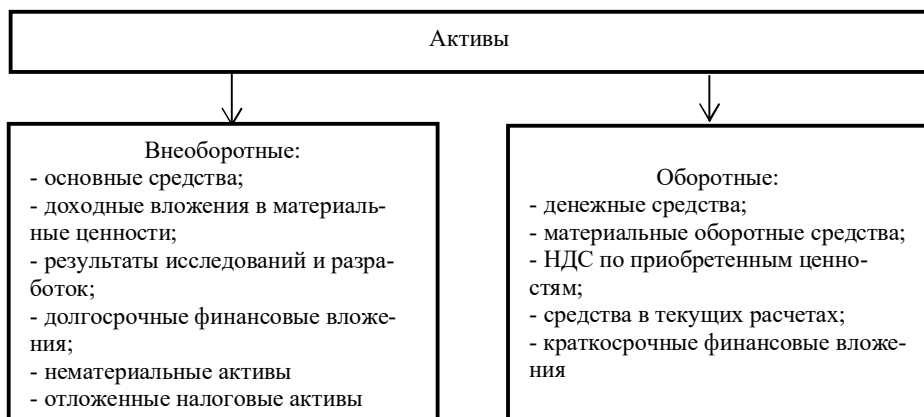 Активы
Внеоборотные:
- основные средства;
- доходные вложения в материаль-
ные ценности;
- результаты исследований и разра-
боток;
- долгосрочные финансовые вложе-
ния;
- нематериальные активы
- отложенные налоговые активы
Оборотные:
- денежные средства;
- материальные оборотные средства;
- НДС по приобретенным ценно-
стям;
- средства в текущих расчетах;
- краткосрочные финансовые вложе-
ния